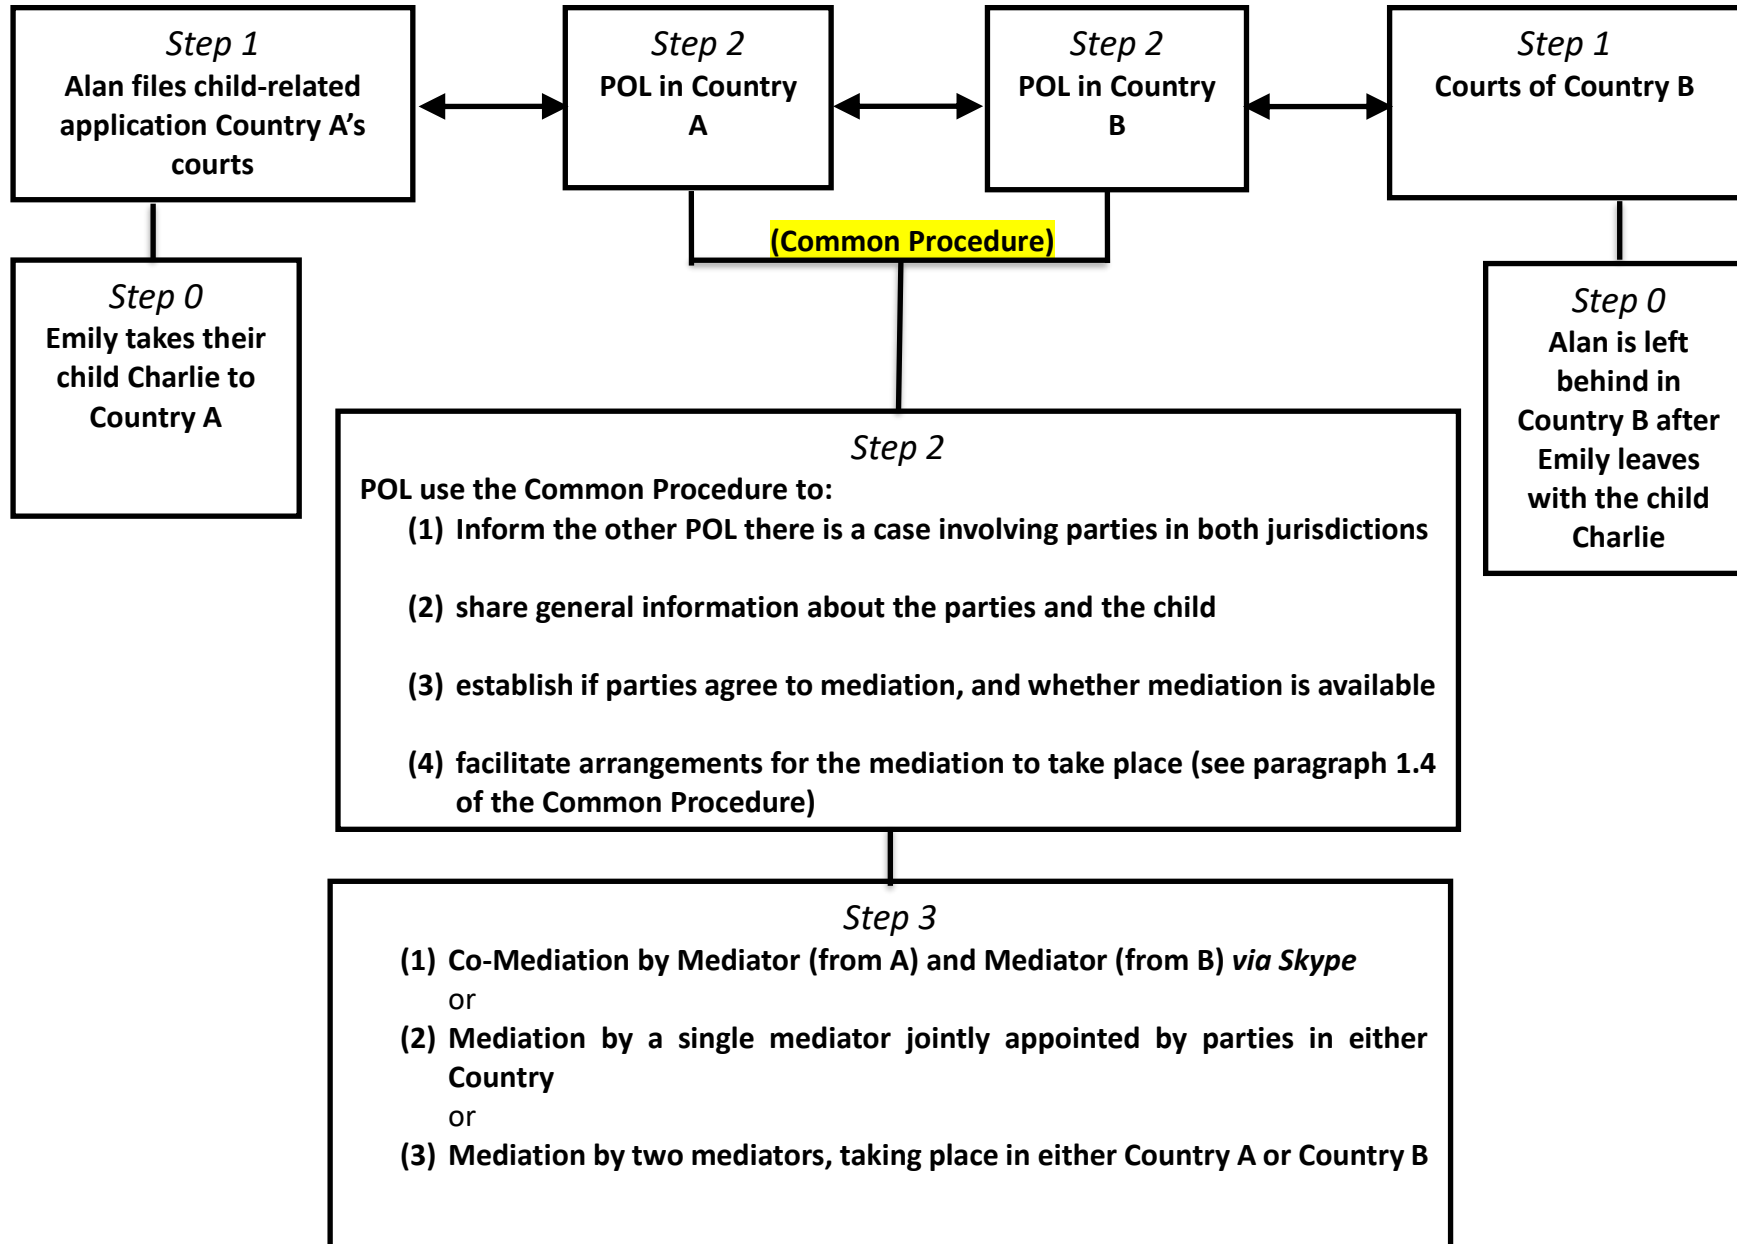 Step 1
Alan files child-related
application Country A’s
courts
Step 2
POL in Country
A
Step 2
POL in Country
B
Step 1
Courts of Country B
(Common Procedure)
Step 0
Emily takes their
child Charlie to
Country A
Step 0
Alan is left
behind in
Country B after
Emily leaves
with the child
Charlie
Step 2
POL use the Common Procedure to:
(1) Inform the other POL there is a case involving parties in both jurisdictions
(2) share general information about the parties and the child
(3) establish if parties agree to mediation, and whether mediation is available
(4) facilitate arrangements for the mediation to take place (see paragraph 1.4
of the Common Procedure)
Step 3
(1) Co-Mediation by Mediator (from A) and Mediator (from B) via Skype
or
(2) Mediation by a single mediator jointly appointed by parties in either
Country
or
(3) Mediation by two mediators, taking place in either Country A or Country B